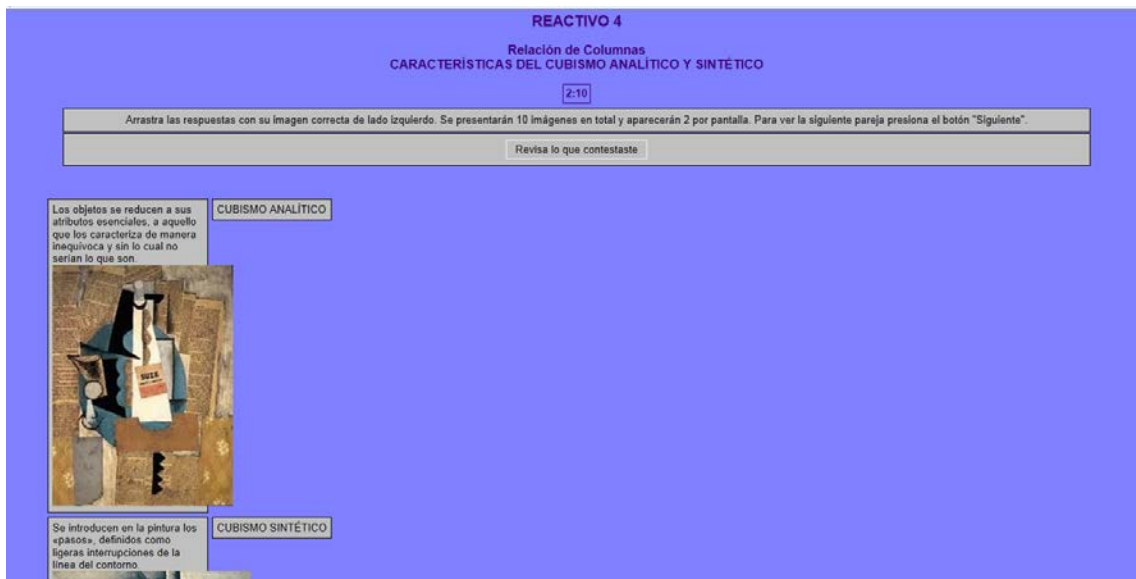 REACTIVO 4
Relación de Columnas
CARACTERÍSTICAS DEL CUBISMO ANALÍTICO Y SINTÉTICO
2:10
Arrastra las respuestas con su imagen correcta de lado izquierdo. Se presentarán 10 imágenes en total y aparecerán 2 por pantalla. Para ver la siguiente pareja presiona el botón "Siguiente".
Revisa lo que contestaste
Los objetos se reducen a sus
atributos esenciales, a aquello
que los caracteriza de manera
inequívoca y sin lo cual no
serían lo que son.
CUBISMO ANALÍTICO
SUZE
Se introducen en la pintura los
«pasos», definidos como
ligeras interrupciones de la
línea del contorno.
CUBISMO SINTÉTICO